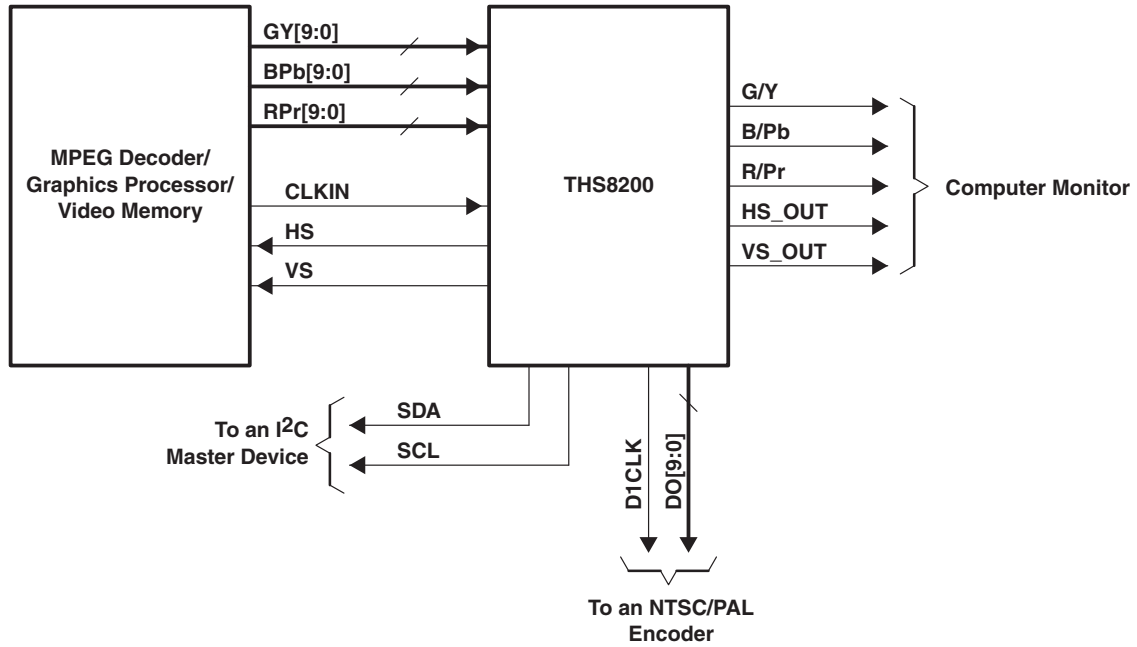 GY[9:0]
BPb[9:0]
RPr[9:0]
MPEG Decoder/
Graphics Processor/
Video Memory
CLKIN
HS
VS
THS8200
G/Y
B/Pb
R/Pr
HS_OUT
VS_OUT
Computer Monitor
To an I²C
Master Device
SDA
SCL
D1CLK
DO[9:0]
To an NTSC/PAL
Encoder